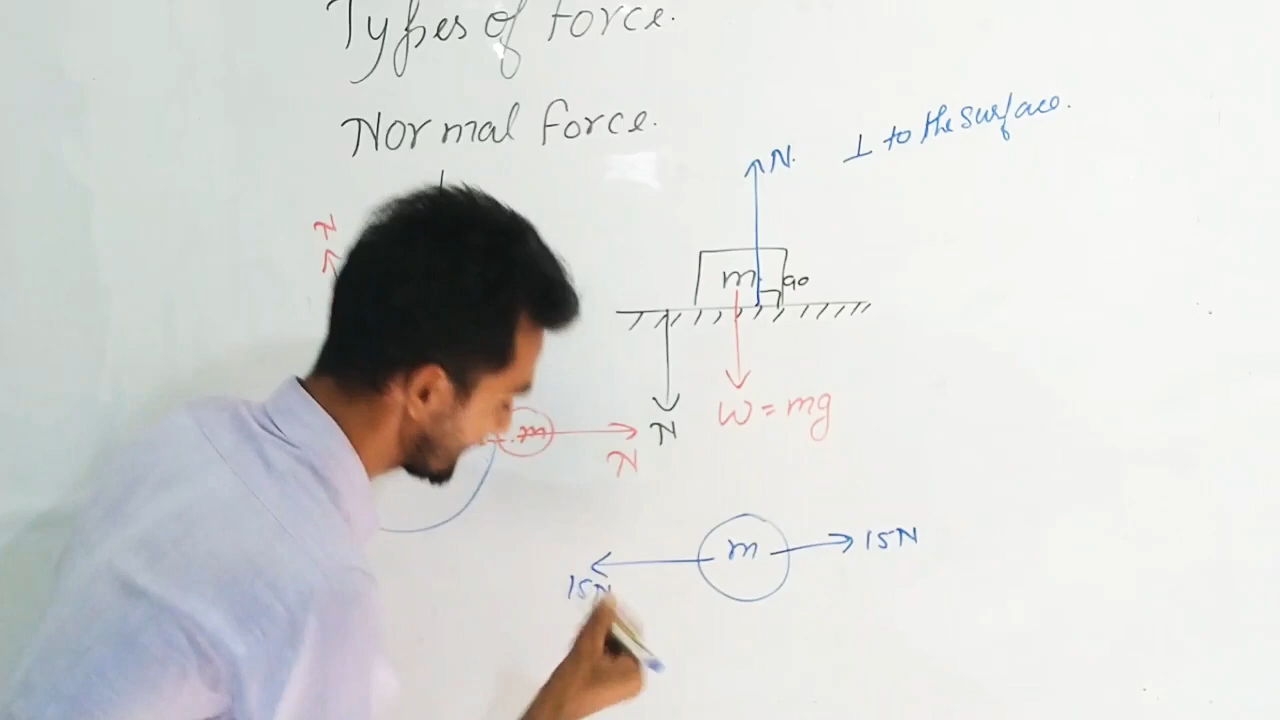 Types of force.
Normal force.
⊥ to the surface.
N.
N
m
90
W = mg
N
m
N
m
15N
15N